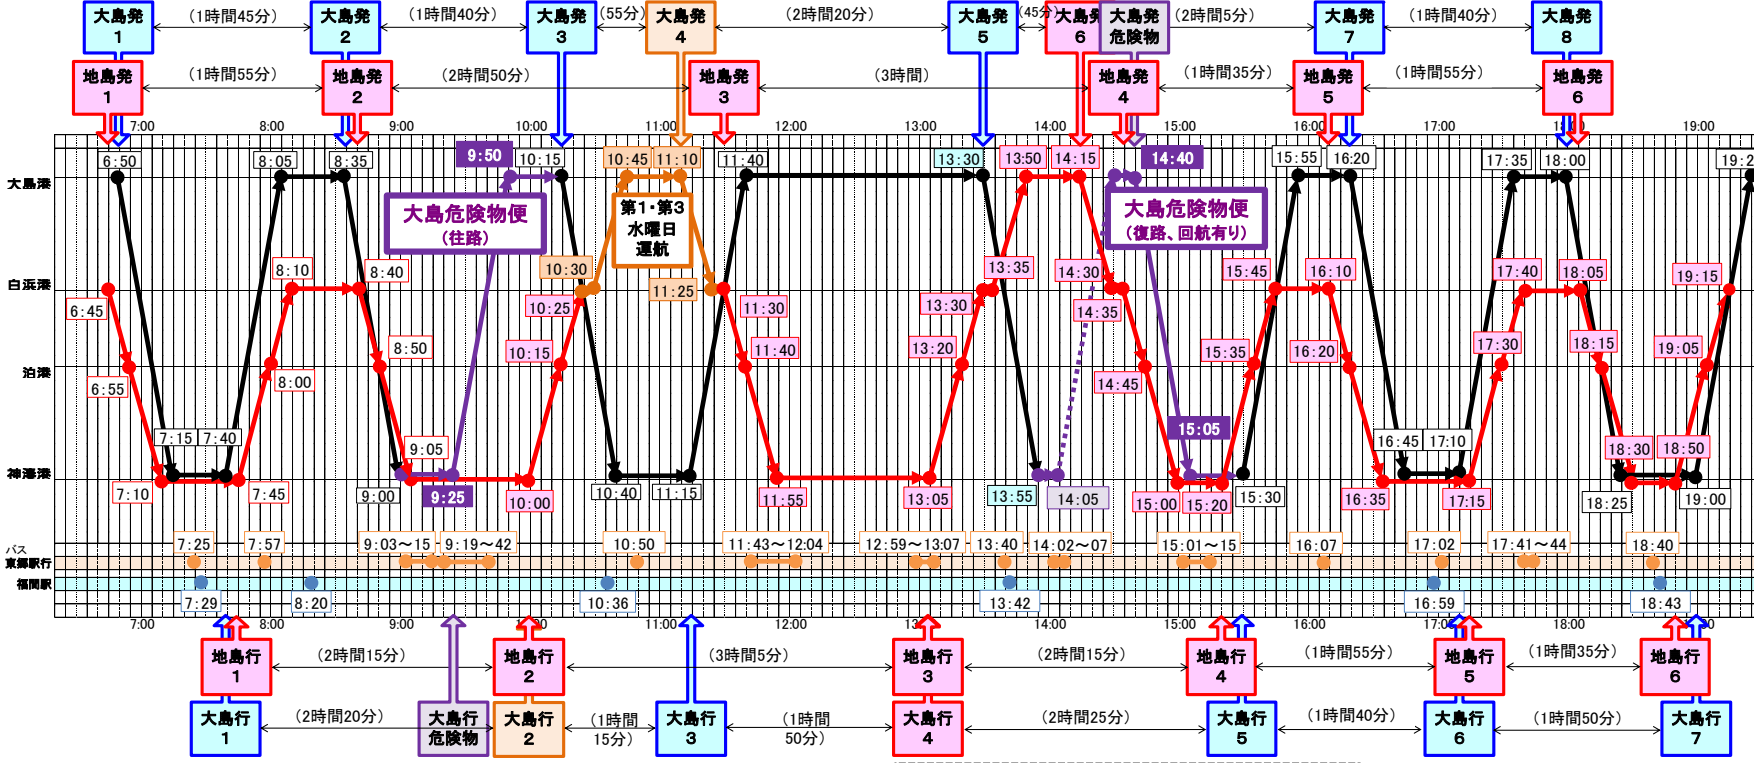 大島発
1
(1時間45分)
大島発
2
(1時間40分)
大島発
3
(55分)
大島発
4
(2時間20分)
大島発
5
(45分)
大島発
6
大島発
危険物
(2時間5分)
大島発
7
(1時間40分)
大島発
8
地島発
1
(1時間55分)
地島発
2
(2時間50分)
地島発
3
(3時間)
地島発
4
(1時間35分)
地島発
5
(1時間55分)
地島発
6
7:00 8:00 9:00 10:00 11:00 12:00 13:00 14:00 15:00 16:00 17:00 18:00 19:00
大島港
6:50 8:05 8:35 9:50 10:15 10:45 11:10 11:40 13:30 13:50 14:15 14:40 15:55 16:20 17:35 18:00 19:2
大島危険物便
(往路)
第1・第3
水曜日
運航
大島危険物便
(復路、回航有り)
白浜港
6:45 8:10 8:40 10:30 10:25 11:25 11:30 13:30 13:35 14:30 14:35 15:45 16:10 17:40 18:05 19:15
泊港
6:55 8:00 8:50 10:15 11:40 13:20 14:45 15:35 16:20 17:30 18:15 19:05
神湊港
7:10 7:15 7:40 7:45 9:00 9:05 9:25 10:00 10:40 11:15 11:55 13:05 13:55 14:05 15:00 15:05 15:20 15:30 16:35 16:45 17:10 17:15 18:25 18:30 18:50 19:00
バス
東郷駅行
7:25 7:57 9:03～15 9:19～42 10:50 11:43～12:04 12:59～13:07 13:40 14:02～07 15:01～15 16:07 17:02 17:41～44 18:40
福間駅
7:29 8:20 10:36 13:42 16:59 18:43
7:00 8:00 9:00 11:00 12:00 14:00 15:00 16:00 17:00 18:00
地島行
1
(2時間15分)
地島行
2
(3時間5分)
地島行
3
(2時間15分)
地島行
4
(1時間55分)
地島行
5
(1時間35分)
地島行
6
大島行
1
(2時間20分)
大島行
危険物
大島行
2
(1時間
15分)
大島行
3
(1時間
50分)
大島行
4
(2時間25分)
大島行
5
(1時間40分)
大島行
6
(1時間50分)
大島行
7